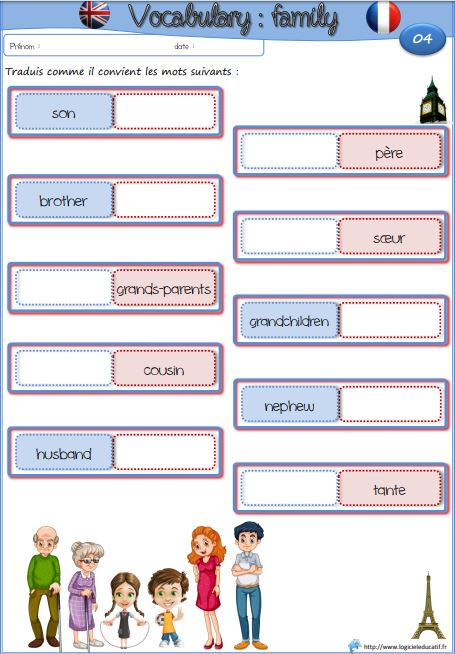 Vocabulary : family
04
Prénom :
date :
Traduis comme il convient les mots suivants :
son
père
brother
sœur
grands-parents
grandchildren
cousin
nephew
husband
tante
http://www.logicieleducatif.fr